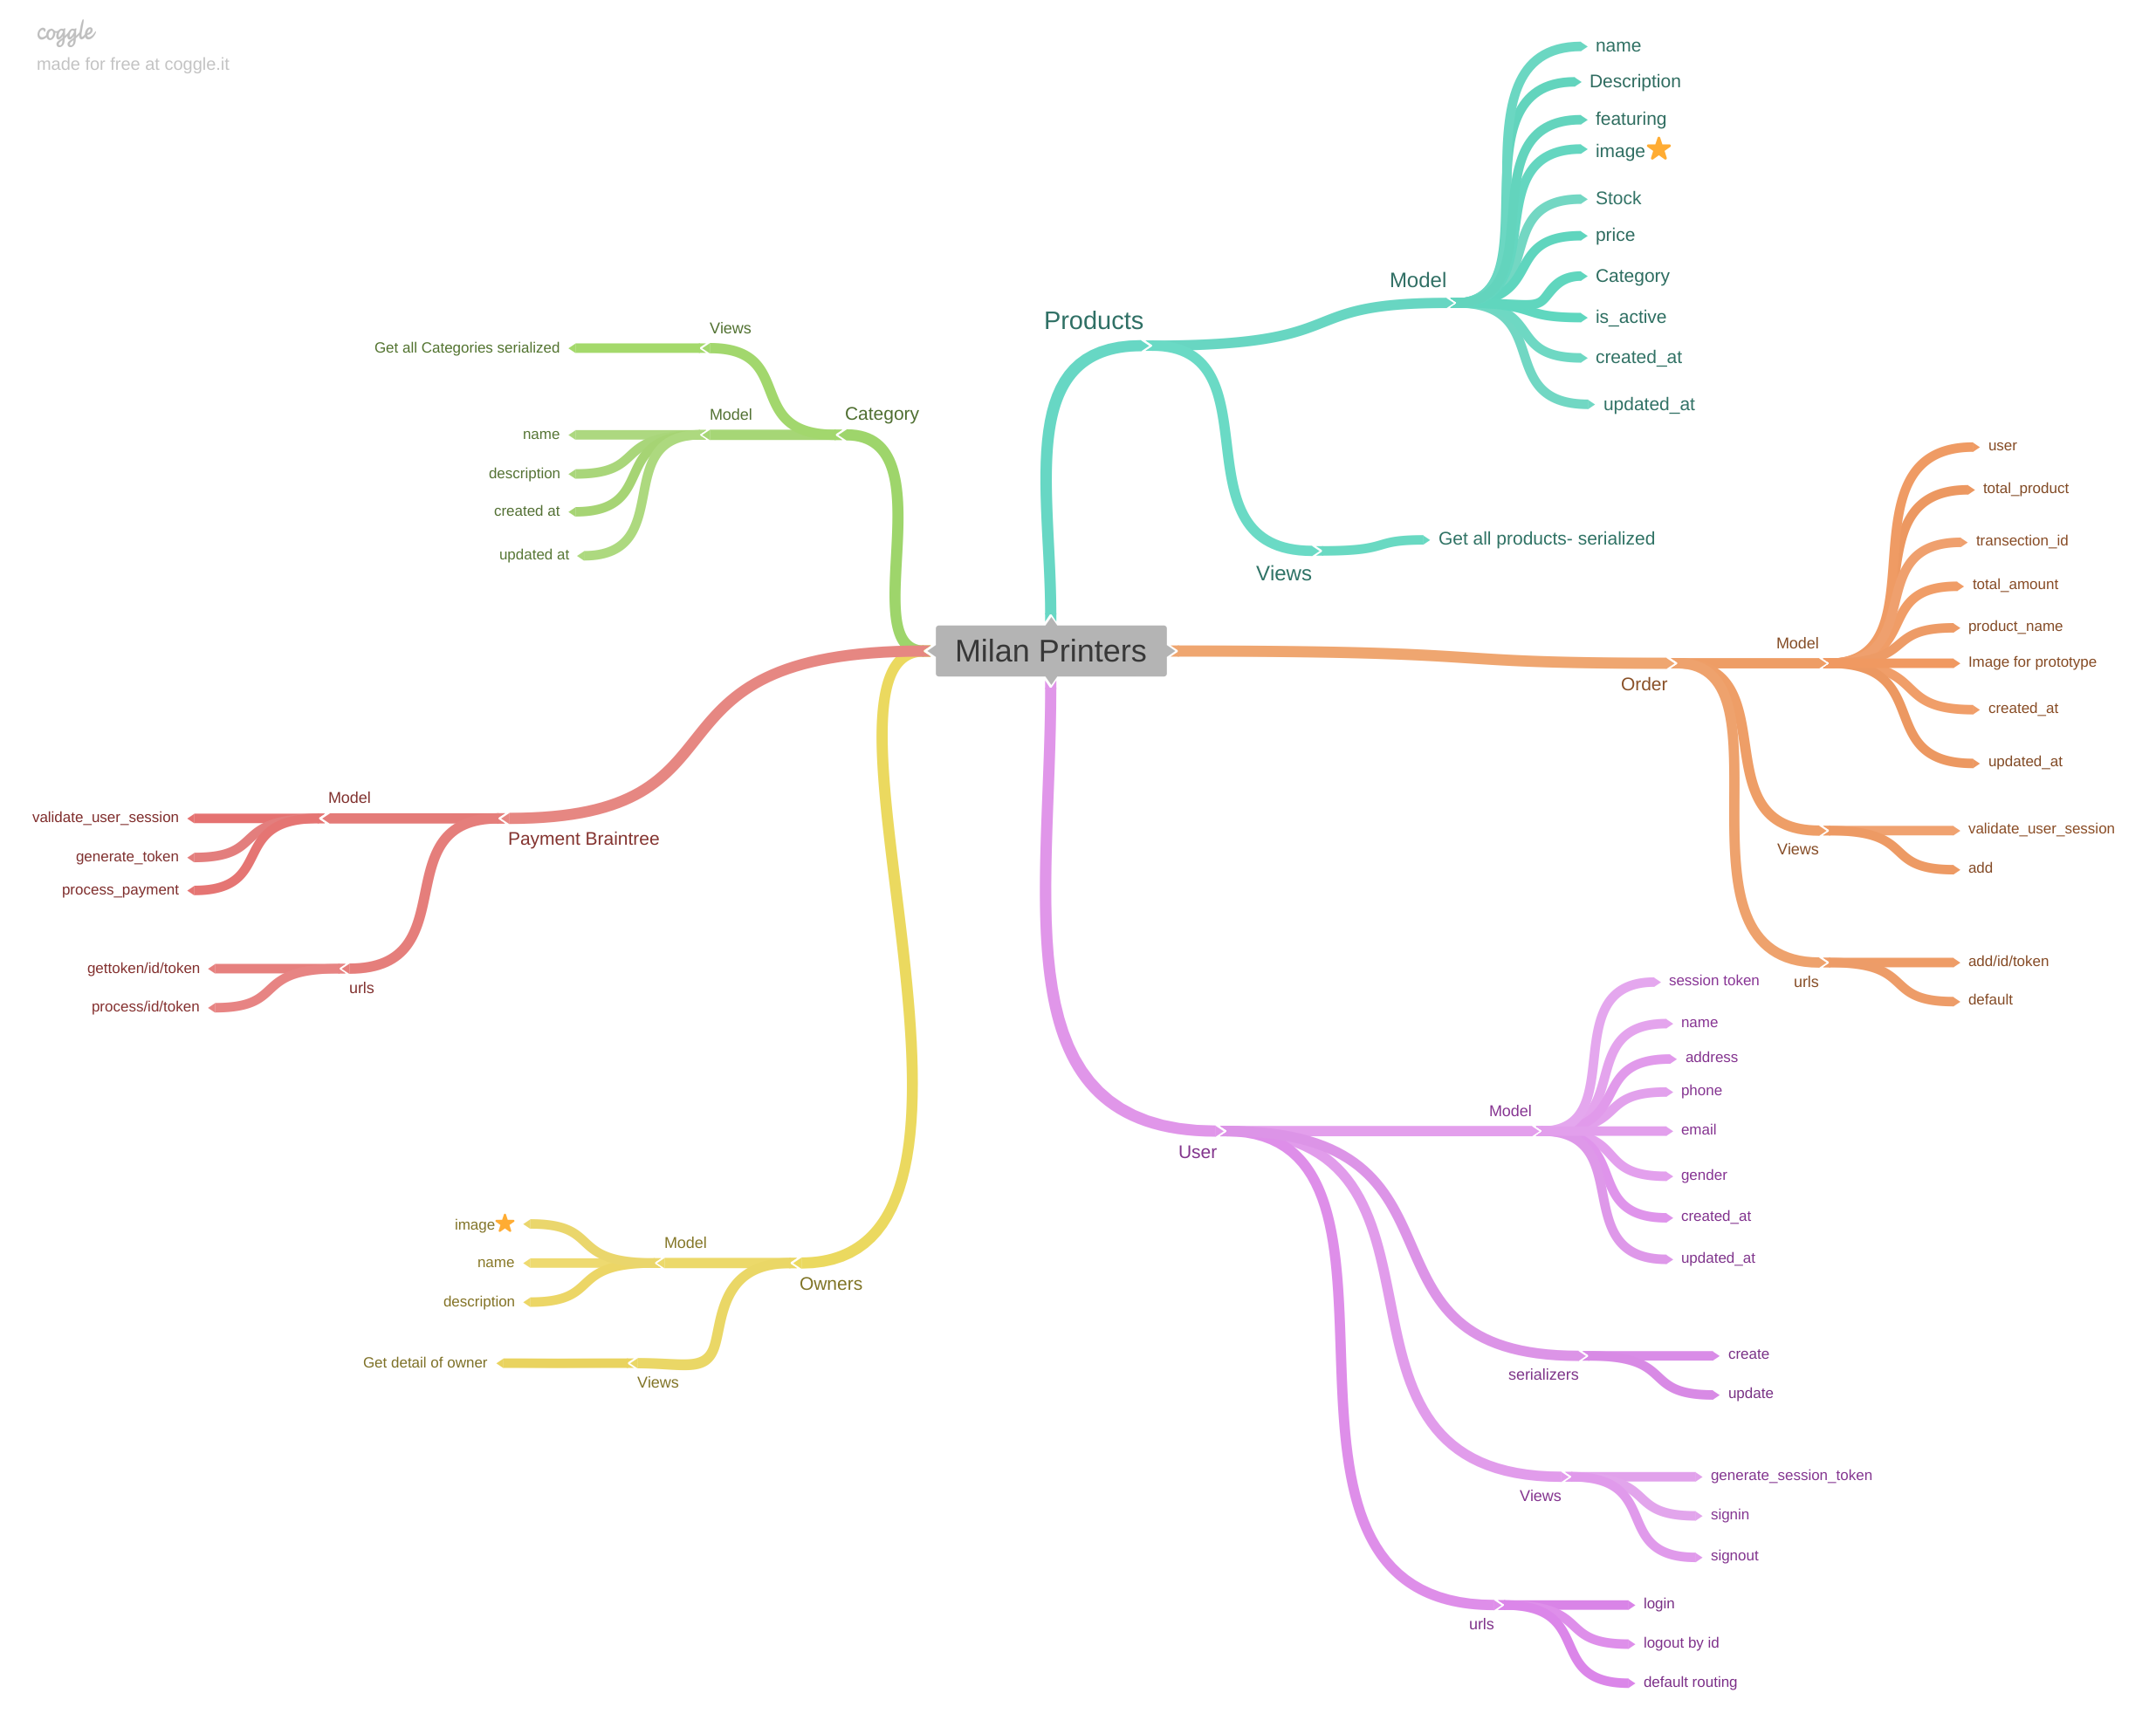 coggle
made for free at coggle.it
Milan Printers
Products
Model
name
Description
featuring
image
Stock
price
Category
is_active
created_at
updated_at
Views
Get all products- serialized
Order
Model
user
total_product
transection_id
total_amount
product_name
Image for prototype
created_at
updated_at
Views
validate_user_session
add
urls
add/id/token
default
User
Model
session token
name
address
phone
email
gender
created_at
updated_at
serializers
create
update
Views
generate_session_token
signin
signout
urls
login
logout by id
default routing
Category
Views
Get all Categories serialized
Model
name
description
created at
updated at
Payment Braintree
Model
validate_user_session
generate_token
process_payment
urls
gettoken/id/token
process/id/token
Owners
Model
image
name
description
Views
Get detail of owner